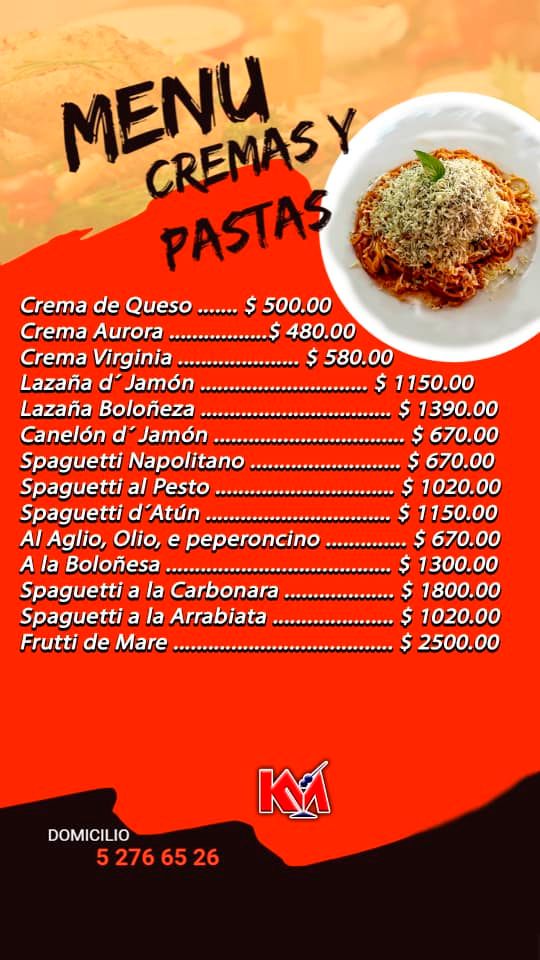 MENU
CREMAS Y
PASTAS
Crema de Queso ....... $ 500.00
Crema Aurora .................$ 480.00
Crema Virginia ..................... $ 580.00
Lazaña d´ Jamón ............................. $ 1150.00
Lazaña Boloñeza ................................. $ 1390.00
Canelón d´ Jamón ................................. $ 670.00
Spaguetti Napolitano .......................... $ 670.00
Spaguetti al Pesto ............................... $ 1020.00
Spaguetti d´Atún ................................ $ 1150.00
Al Aglio, Olio, e peperoncino .............. $ 670.00
A la Boloñesa ....................................... $ 1300.00
Spaguetti a la Carbonara ................... $ 1800.00
Spaguetti a la Arrabiata ..................... $ 1020.00
Frutti de Mare ...................................... $ 2500.00
KM
DOMICILIO
5 276 65 26